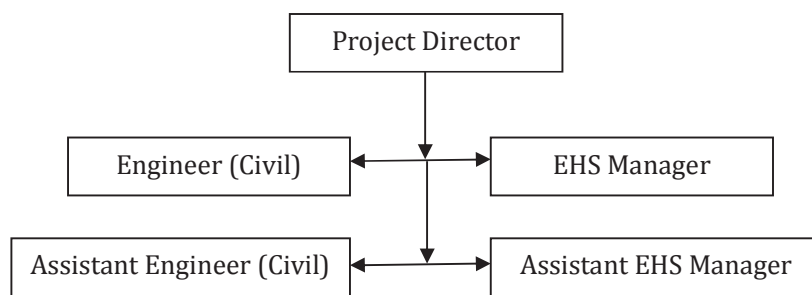 Project Director
Engineer (Civil)
EHS Manager
Assistant Engineer (Civil)
Assistant EHS Manager